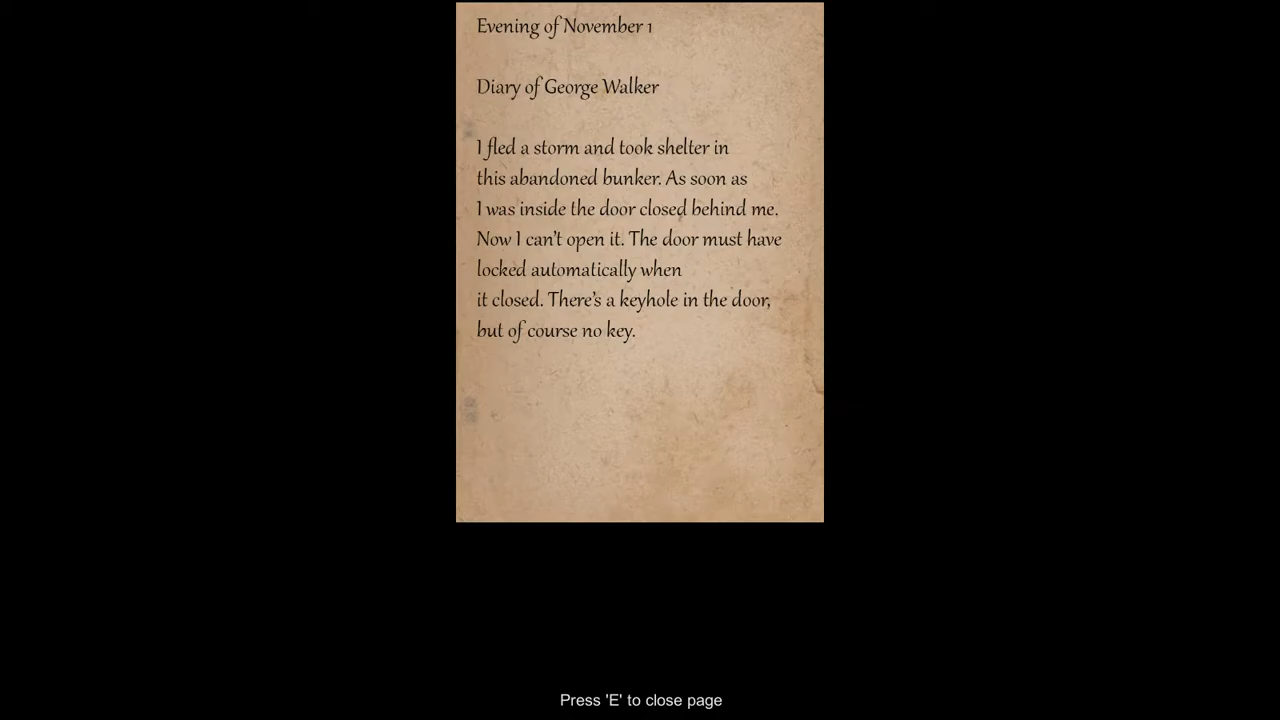 Evening of November 1
Diary of George Walker
I fled a storm and took shelter in
this abandoned bunker. As soon as
I was inside the door closed behind me.
Now I can't open it. The door must have
locked automatically when
it closed. There's a keyhole in the door,
but of course no key.
Press 'E' to close page